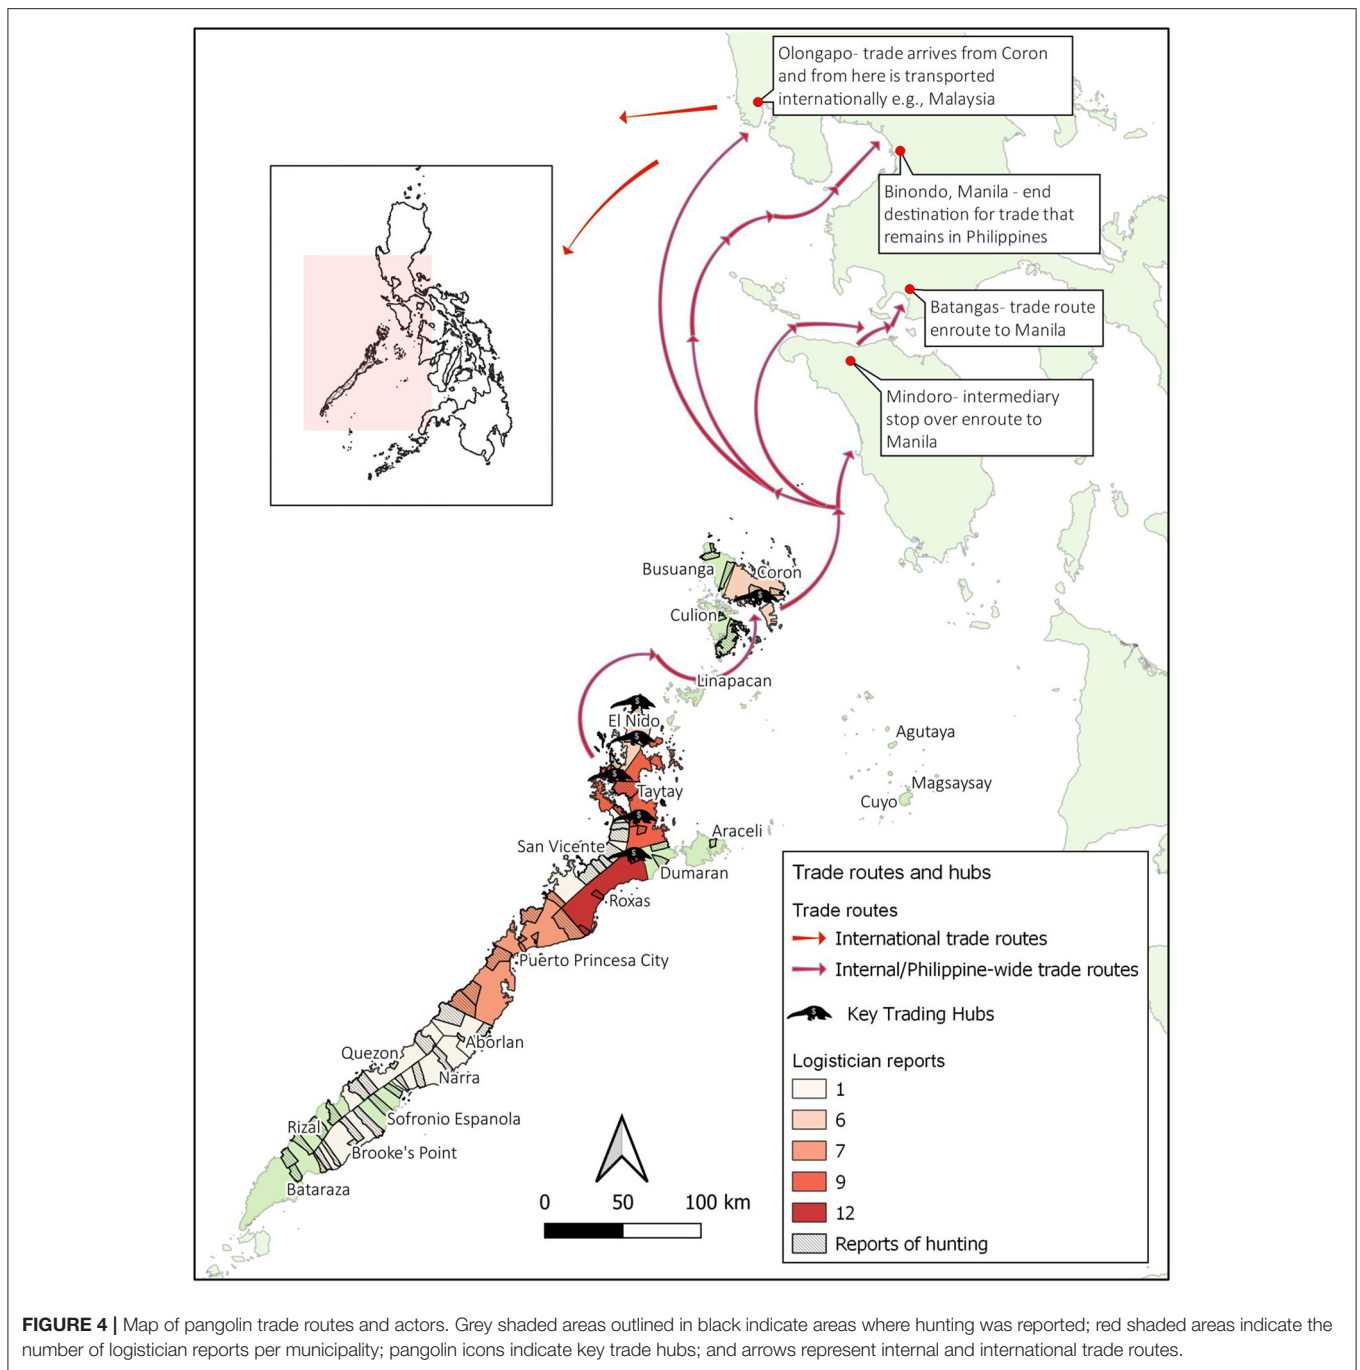 Olongapo- trade arrives from Coron
and from here is transported
internationally e.g., Malaysia
Binondo, Manila - end
destination for trade that
remains in Philippines
Batangas- trade route
enroute to Manila
Mindoro- intermediary
stop over enroute to
Manila
Busuanga
Coron
Culion
Linapacan
El Nido
Taytay
Agutaya
Magsaysay
Cuyo
Araceli
San Vicente
Dumaran
Roxas
Puerto Princesa City
Aborlan
Quezon
Narra
Sofronio Espanola
Rizal
Brooke's Point
Bataraza
0 50 100 km
Trade routes and hubs
Trade routes
International trade routes
Internal/Philippine-wide trade routes
$ Key Trading Hubs
Logistician reports
1
6
7
9
12
Reports of hunting
FIGURE 4 | Map of pangolin trade routes and actors. Grey shaded areas outlined in black indicate areas where hunting was reported; red shaded areas indicate the
number of logistician reports per municipality; pangolin icons indicate key trade hubs; and arrows represent internal and international trade routes.